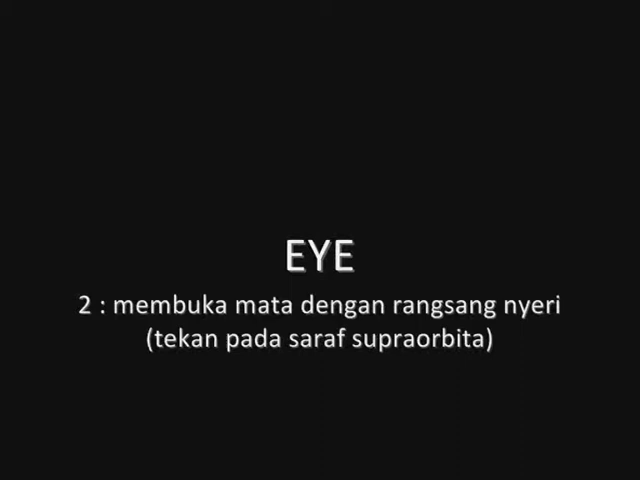 EYE
2 : membuka mata dengan rangsang nyeri
(tekan pada saraf supraorbita)